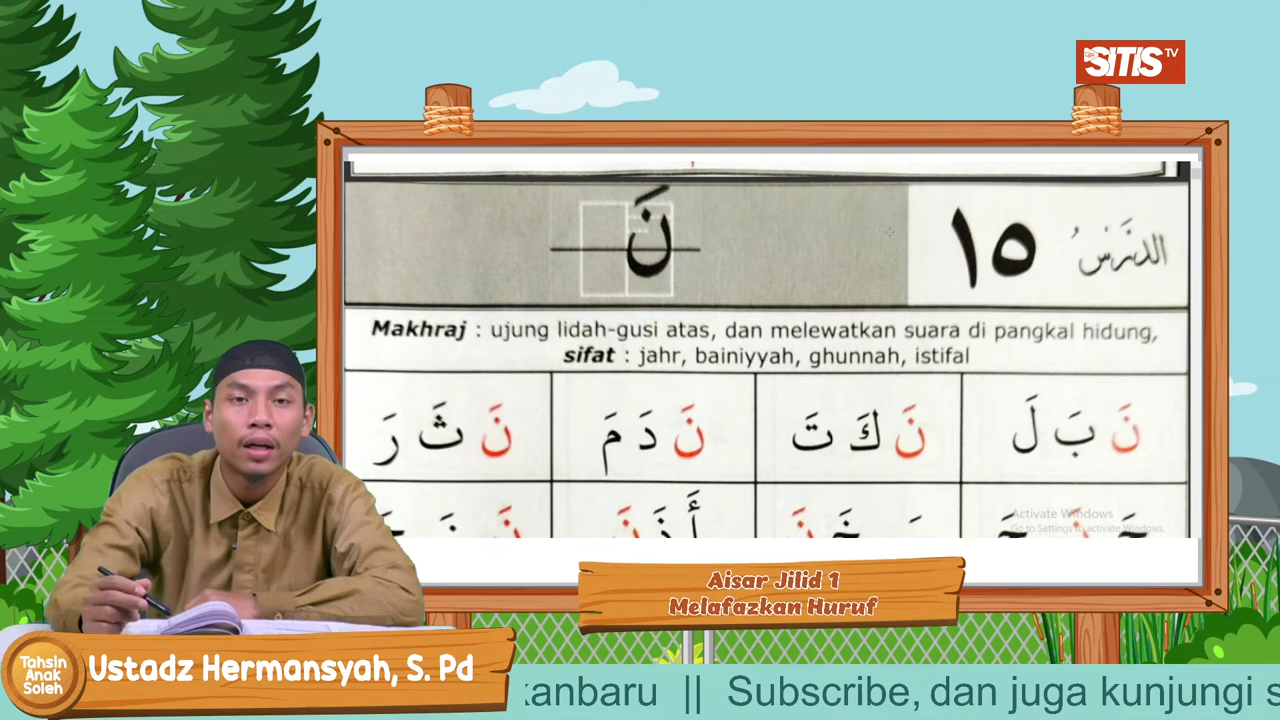 SITIS TV
الدَّرْسُ ١٥
نَ
Makhraj : ujung lidah-gusi atas, dan melewatkan suara di pangkal hidung,
sifat : jahr, bainiyyah, ghunnah, istifal
نَ بَ لَ
نَ كَ تَ
نَ دَ مَ
نَ ثَ رَ
Activate Windows
Go to Settings to activate Windows.
Aisar Jilid 1
Melafazkan Huruf
Tahsin
Anak
Soleh
Ustadz Hermansyah, S. Pd
kanbaru || Subscribe, dan juga kunjungi s